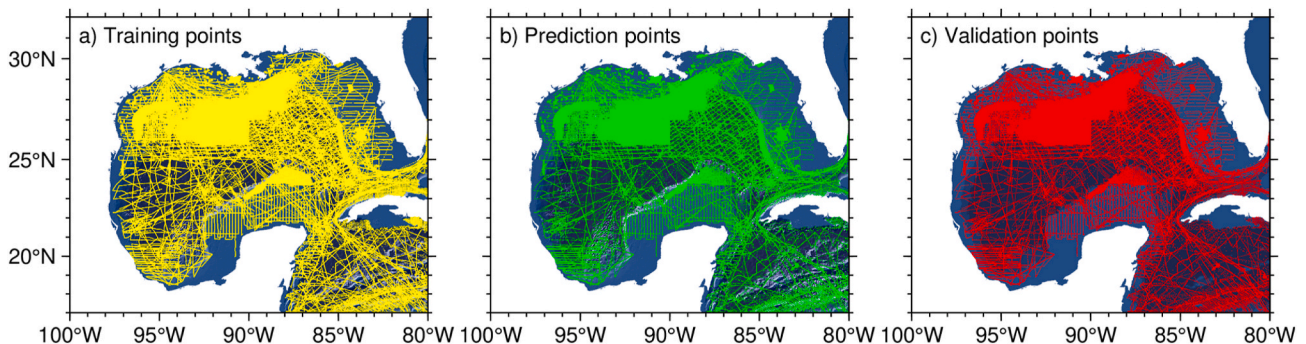 a) Training points
b) Prediction points
c) Validation points
30°N
25°N
20°N
100°W 95°W 90°W 85°W 80°W
100°W 95°W 90°W 85°W 80°W
100°W 95°W 90°W 85°W 80°W